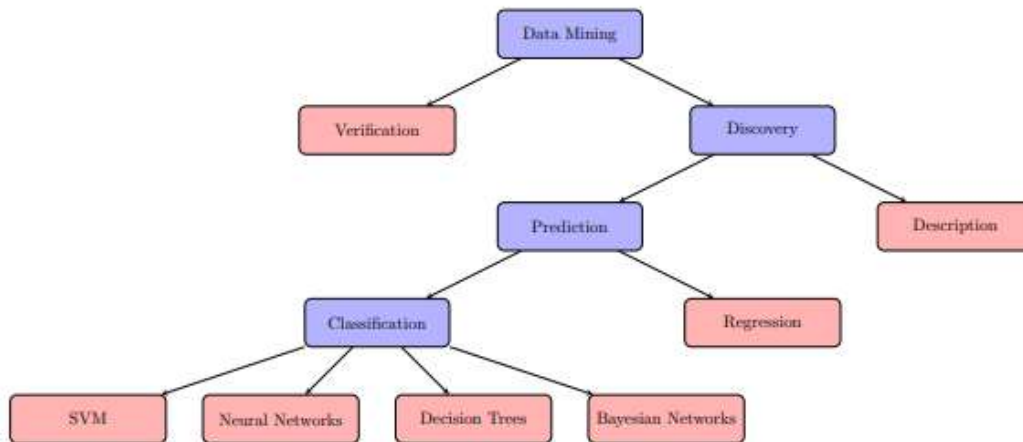 Data Mining
Verification
Discovery
Prediction
Description
Classification
Regression
SVM
Neural Networks
Decision Trees
Bayesian Networks